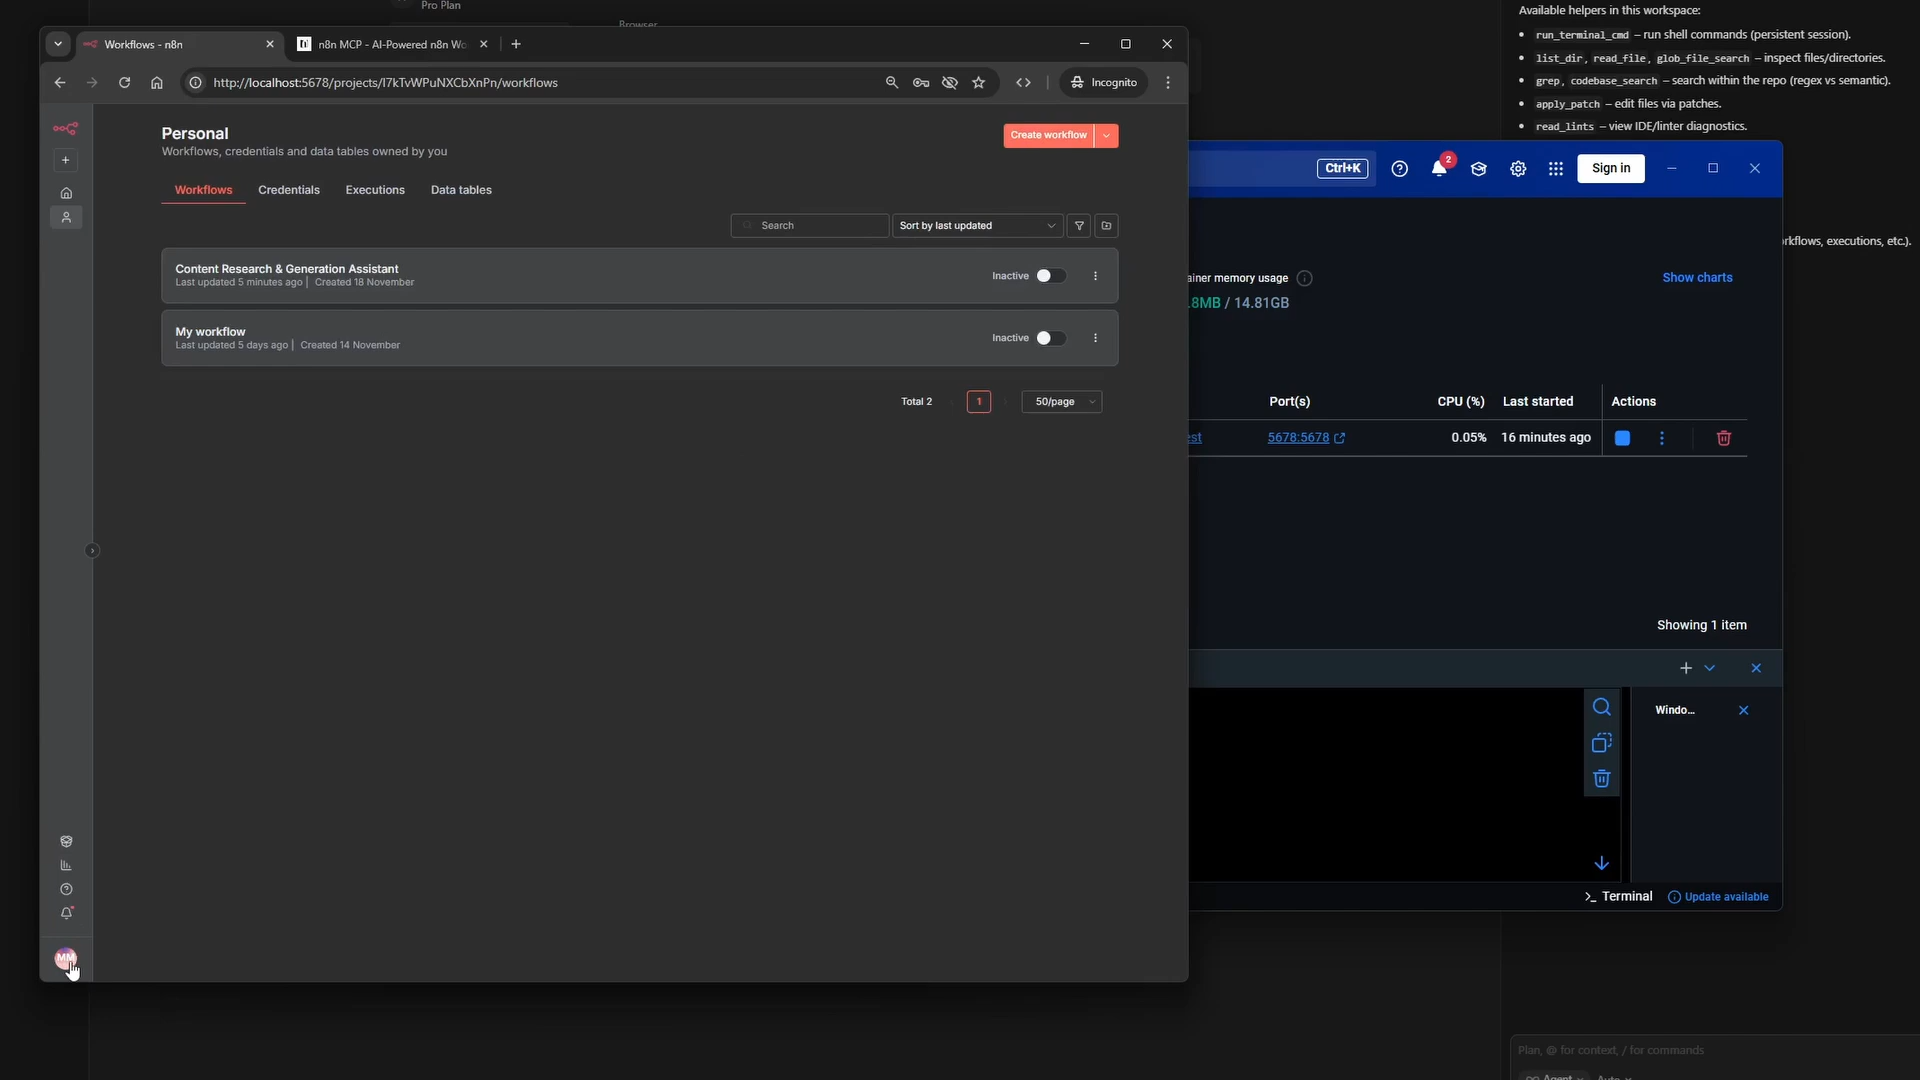 Pro Plan
Browser
Workflows - n8n
n8n MCP - AI-Powered n8n Wo
http://localhost:5678/projects/I7kTvWPuNXCbXnPn/workflows
Incognito
Personal
Workflows, credentials and data tables owned by you
Create workflow
Workflows
Credentials
Executions
Data tables
Search
Sort by last updated
Content Research & Generation Assistant
Last updated 5 minutes ago | Created 18 November
Inactive
My workflow
Last updated 5 days ago | Created 14 November
Inactive
Total 2
1
50/page
MM
Available helpers in this workspace:
• run_terminal_cmd – run shell commands (persistent session).
• list_dir, read_file, glob_file_search – inspect files/directories.
• grep, codebase_search – search within the repo (regex vs semantic).
• apply_patch – edit files via patches.
• read_lints – view IDE/linter diagnostics.
Ctrl+K
2
Sign in
rkflows, executions, etc.).
ainer memory usage
Show charts
.8MB / 14.81GB
Port(s)
CPU (%)
Last started
Actions
est
5678:5678
0.05%
16 minutes ago
Showing 1 item
Windo...
Terminal
Update available
Plan, @ for context, / for commands
Agent
Auto